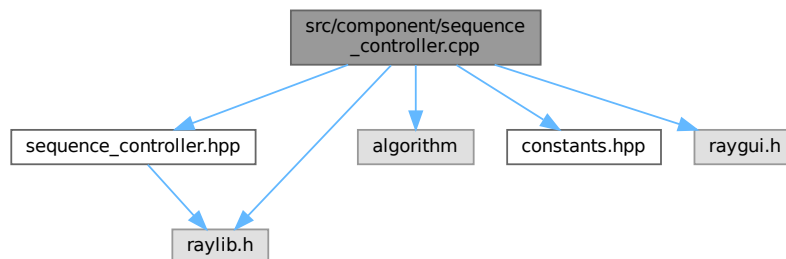 src/component/sequence
_controller.cpp
sequence_controller.hpp
algorithm
constants.hpp
raygui.h
raylib.h